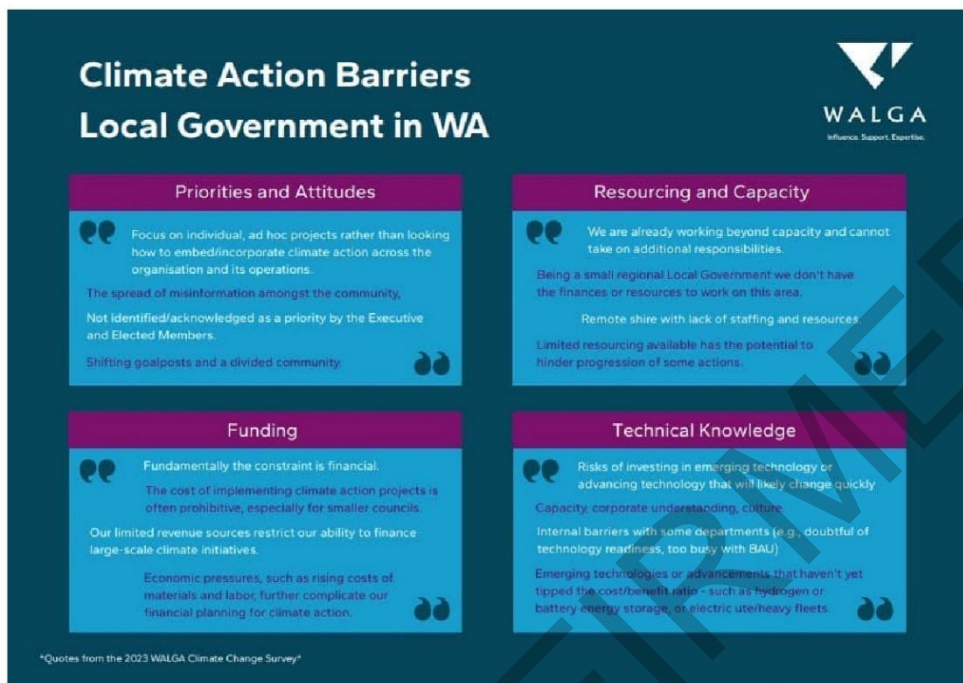 Climate Action Barriers
Local Government in WA
WALGA
Influence. Support. Expertise.
Priorities and Attitudes
Focus on individual, ad hoc projects rather than looking
how to embed/incorporate climate action across the
organisation and its operations.
The spread of misinformation amongst the community,
Not identified/acknowledged as a priority by the Executive
and Elected Members.
Shifting goalposts and a divided community.
Resourcing and Capacity
We are already working beyond capacity and cannot
take on additional responsibilities.
Being a small regional Local Government we don't have
the finances or resources to work on this area.
Remote shire with lack of staffing and resources.
Limited resourcing available has the potential to
hinder progression of some actions.
Funding
Fundamentally the constraint is financial.
The cost of implementing climate action projects is
often prohibitive, especially for smaller councils.
Our limited revenue sources restrict our ability to finance
large-scale climate initiatives.
Economic pressures, such as rising costs of
materials and labor, further complicate our
financial planning for climate action.
Technical Knowledge
Risks of investing in emerging technology or
advancing technology that will likely change quickly
Capacity, corporate understanding, culture.
Internal barriers with some departments (e.g., doubtful of
technology readiness, too busy with BAU)
Emerging technologies or advancements that haven't yet
tipped the cost/benefit ratio - such as hydrogen or
battery energy storage, or electric ute/heavy fleets.
*Quotes from the 2023 WALGA Climate Change Survey*